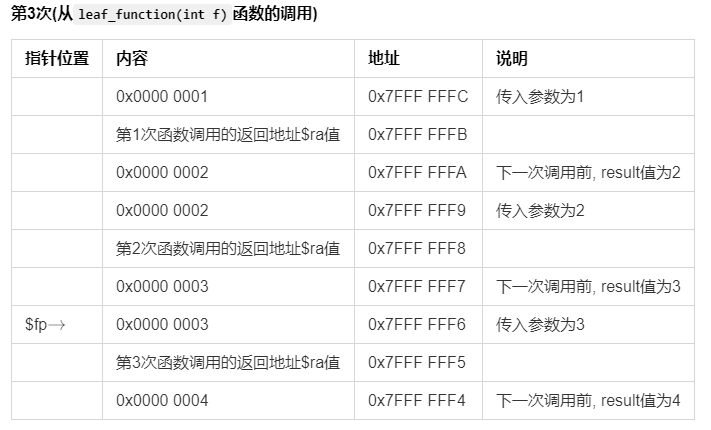 第3次(从 leaf_function(int f) 函数的调用)
指针位置 内容 地址 说明
0x0000 0001 0x7FFF FFFC 传入参数为1
第1次函数调用的返回地址$ra值 0x7FFF FFFB
0x0000 0002 0x7FFF FFFA 下一次调用前, result值为2
0x0000 0002 0x7FFF FFF9 传入参数为2
第2次函数调用的返回地址$ra值 0x7FFF FFF8
0x0000 0003 0x7FFF FFF7 下一次调用前, result值为3
$fp→ 0x0000 0003 0x7FFF FFF6 传入参数为3
第3次函数调用的返回地址$ra值 0x7FFF FFF5
0x0000 0004 0x7FFF FFF4 下一次调用前, result值为4